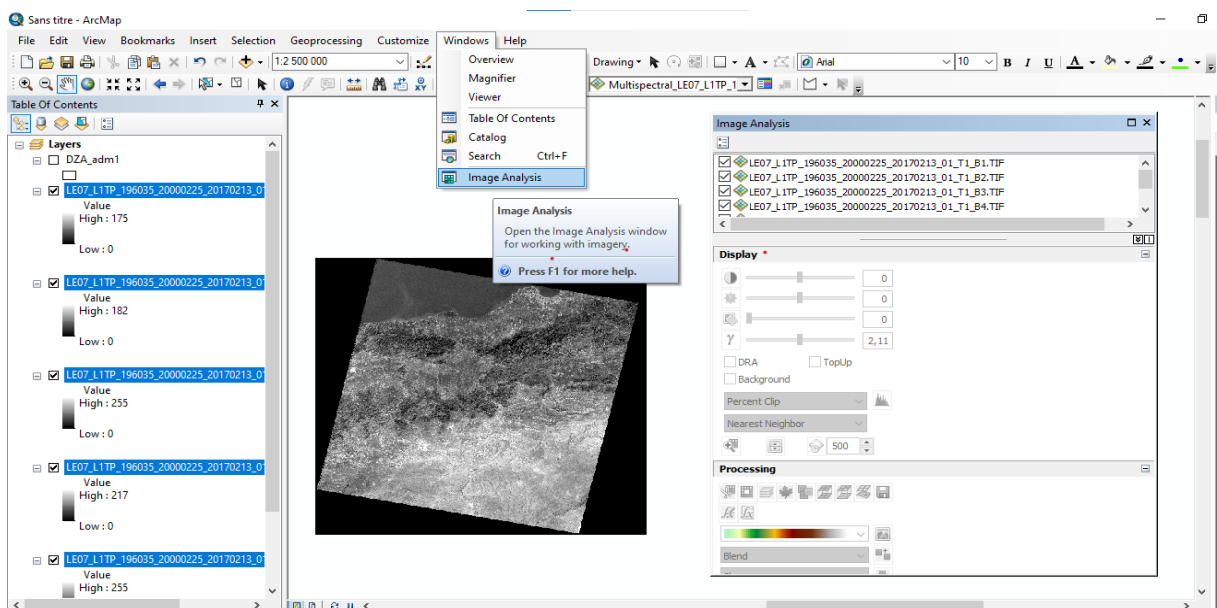 Sans titre - ArcMap
File Edit View Bookmarks Insert Selection Geoprocessing Customize Windows Help
1:2 500 000
Drawing
Arial
10
B I U A
Multispectral_LE07_L1TP_1
Table Of Contents
Layers
DZA_adm1
LE07_L1TP_196035_20000225_20170213_01
Value
High : 175
Low : 0
LE07_L1TP_196035_20000225_20170213_0
Value
High : 182
Low : 0
LE07_L1TP_196035_20000225_20170213_0
Value
High : 255
Low : 0
LE07_L1TP_196035_20000225_20170213_0
Value
High : 217
Low : 0
LE07_L1TP_196035_20000225_20170213_0
Value
High : 255
Overview
Magnifier
Viewer
Table Of Contents
Catalog
Search Ctrl+F
Image Analysis
Image Analysis
Open the Image Analysis window
for working with imagery.
Press F1 for more help.
Image Analysis
LE07_L1TP_196035_20000225_20170213_01_T1_B1.TIF
LE07_L1TP_196035_20000225_20170213_01_T1_B2.TIF
LE07_L1TP_196035_20000225_20170213_01_T1_B3.TIF
LE07_L1TP_196035_20000225_20170213_01_T1_B4.TIF
Display
0
0
0
γ 2,11
DRA TopUp
Background
Percent Clip
Nearest Neighbor
500
Processing
Blend